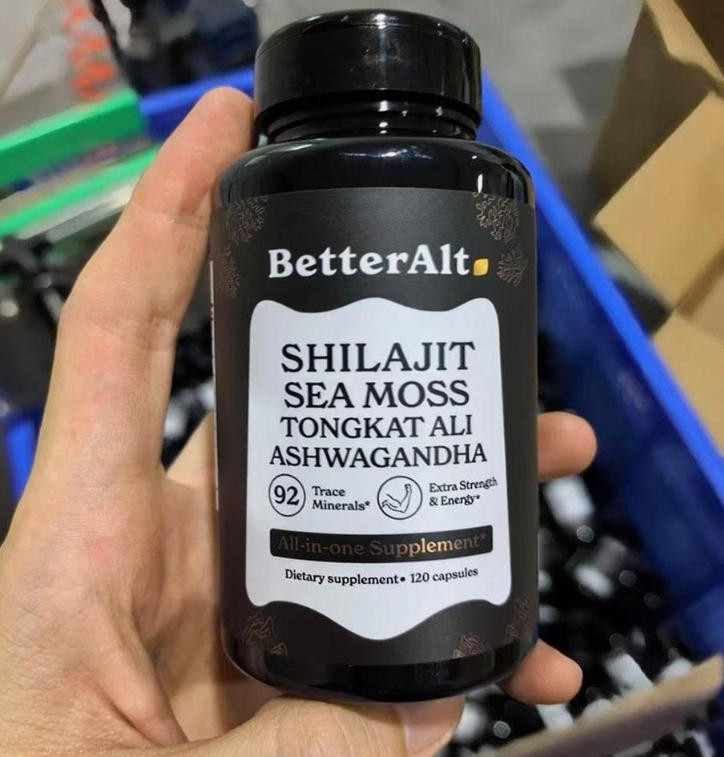 BetterAlt.
SHILAJIT
SEA MOSS
TONGKAT ALI
ASHWAGANDHA
92 Trace Minerals*
Extra Strength & Energy*
All-in-one Supplement*
Dietary supplement • 120 capsules